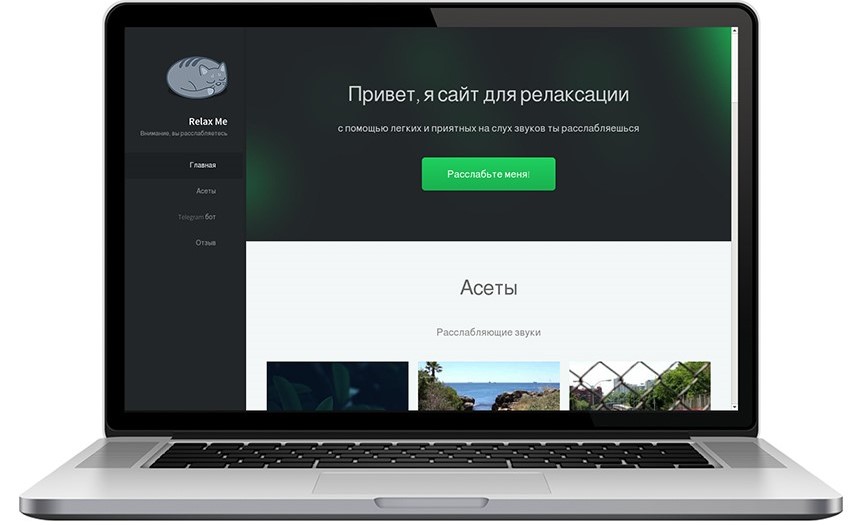 Relax Me
Внимание, вы расслабляетесь
Главная
Асеты
Telegram бот
Отзыв
Привет, я сайт для релаксации
с помощью легких и приятных на слух звуков ты расслабляешься
Расслабьте меня!
Асеты
Расслабляющие звуки